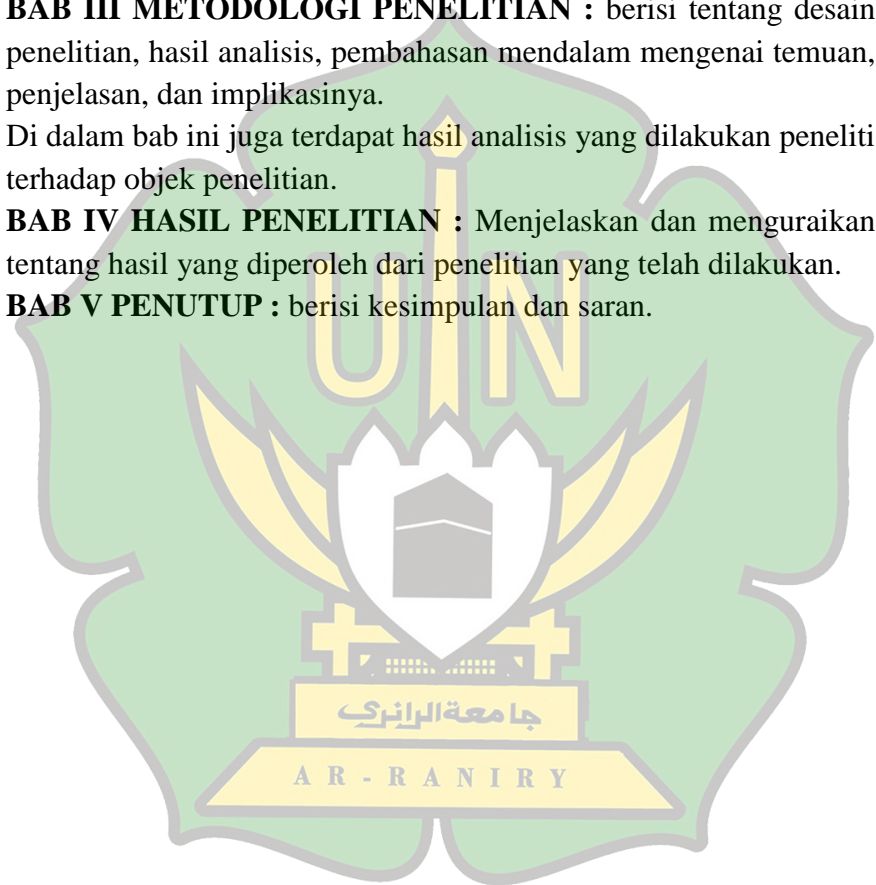 BAB III METODOLOGI PENELITIAN : berisi tentang desain
penelitian, hasil analisis, pembahasan mendalam mengenai temuan,
penjelasan, dan implikasinya.
Di dalam bab ini juga terdapat hasil analisis yang dilakukan peneliti
terhadap objek penelitian.
BAB IV HASIL PENELITIAN : Menjelaskan dan menguraikan
tentang hasil yang diperoleh dari penelitian yang telah dilakukan.
BAB V PENUTUP : berisi kesimpulan dan saran.
UIN
جامعة الرانري
AR-RANIRY